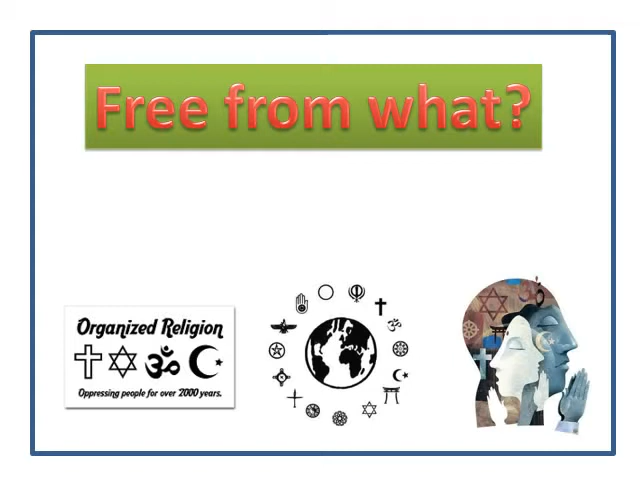 Free from what?
Organized Religion
Oppressing people for over 2000 years.